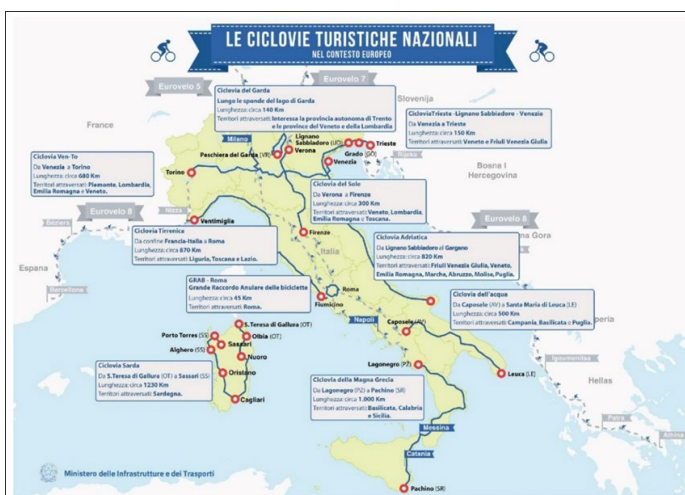 LE CICLOVIE TURISTICHE NAZIONALI
NEL CONTESTO EUROPEO
Eurovelo 5
Eurovelo 7
France
Slovenija
Ciclovia del Garda
Lungo le sponde del lago di Garda
Lunghezza: circa 140 Km
Territori attraversati: Interessa la provincia autonoma di Trento
e le province del Veneto e della Lombardia
CicloviaTrieste -Lignano Sabbiadoro - Venezia
Da Venezia a Trieste
Lunghezza: circa 150 Km
Territori attraversati: Veneto e Friuli Venezia Giulia
Milano
Peschiera del Garda (VR)
Verona
Lignano
Sabbiadoro (UD)
Grado (GO)
Trieste
Venezia
Rijeka
Bosna I
Hercegovina
Ciclovia Ven-To
Da Venezia a Torino
Lunghezza: circa 680 Km
Territori attraversati: Piemonte, Lombardia,
Emilia Romagna e Veneto.
Torino
Ciclovia del Sole
Da Verona a Firenze
Lunghezza: circa 300 Km
Territori attraversati: Veneto, Lombardia,
Emilia Romagna e Toscana.
Eurovelo 8
Nizza
Ventimiglia
Béziers
Eurovelo 8
na Gora
Ciclovia Tirrenica
Da confine Francia-Italia a Roma
Lunghezza: circa 870 Km
Territori attraversati: Liguria, Toscana e Lazio.
Firenze
Italia
Ciclovia Adriatica
Da Lignano Sabbiadoro al Gargano
Lunghezza: circa 820 Km
Territori attraversati: Friuli Venezia Giulia, Veneto,
Emilia Romagna, Marche, Abruzzo, Molise, Puglia.
Espana
Barcellona
GRAB - Roma
Grande Raccordo Anulare delle biciclette
Lunghezza: circa 45 Km
Territori attraversati: Roma.
Roma
Fiumicino
Ciclovia dell'acqua
Da Caposele (AV) a Santa Maria di Leuca (LE)
Lunghezza: circa 500 Km
Territori attraversati: Campania, Basilicata e Puglia.
Napoli
Caposele (AV)
S. Teresa di Gallura (OT)
Porto Torres (SS)
Olbia (OT)
Sassari
Alghero (SS)
Nuoro
Oristano
Cagliari
Ciclovia Sarda
Da S.Teresa di Gallura (OT) a Sassari (SS)
Lunghezza: circa 1230 Km
Territori attraversati: Sardegna.
Lagonegro (PZ)
Leuca (LE)
Igoumenitsa
Hellas
Ciclovia della Magna Grecia
Da Lagonegro (PZ) a Pachino (SR)
Lunghezza: circa 1.000 Km
Territori attraversati: Basilicata, Calabria
e Sicilia.
Patra
Athina
Messina
Catania
Pachino (SR)
Ministero delle Infrastrutture e dei Trasporti